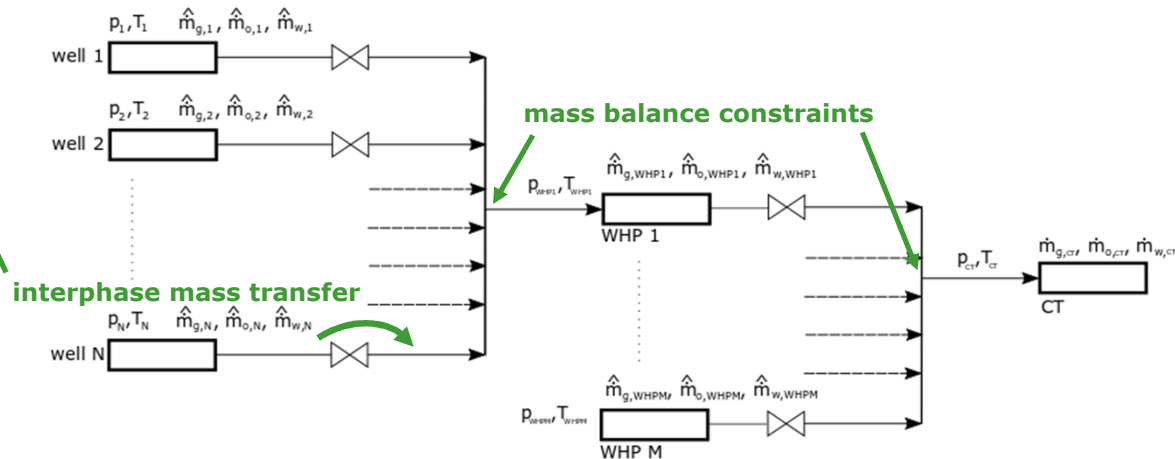 p₁,T₁ m̂̇g,1, m̂̇o,1, m̂̇w,1
well 1
p₂,T₂ m̂̇g,2, m̂̇o,2, m̂̇w,2
well 2
mass balance constraints
m̂̇g,WHP1, m̂̇o,WHP1, m̂̇w,WHP1
pWHP1,TWHP1
WHP 1
ṁg,CT, ṁo,CT, ṁw,CT
pCT,TCT
CT
interphase mass transfer
pN,TN m̂̇g,N, m̂̇o,N, m̂̇w,N
well N
m̂̇g,WHPM, m̂̇o,WHPM, m̂̇w,WHPM
pWHPM,TWHPM
WHP M